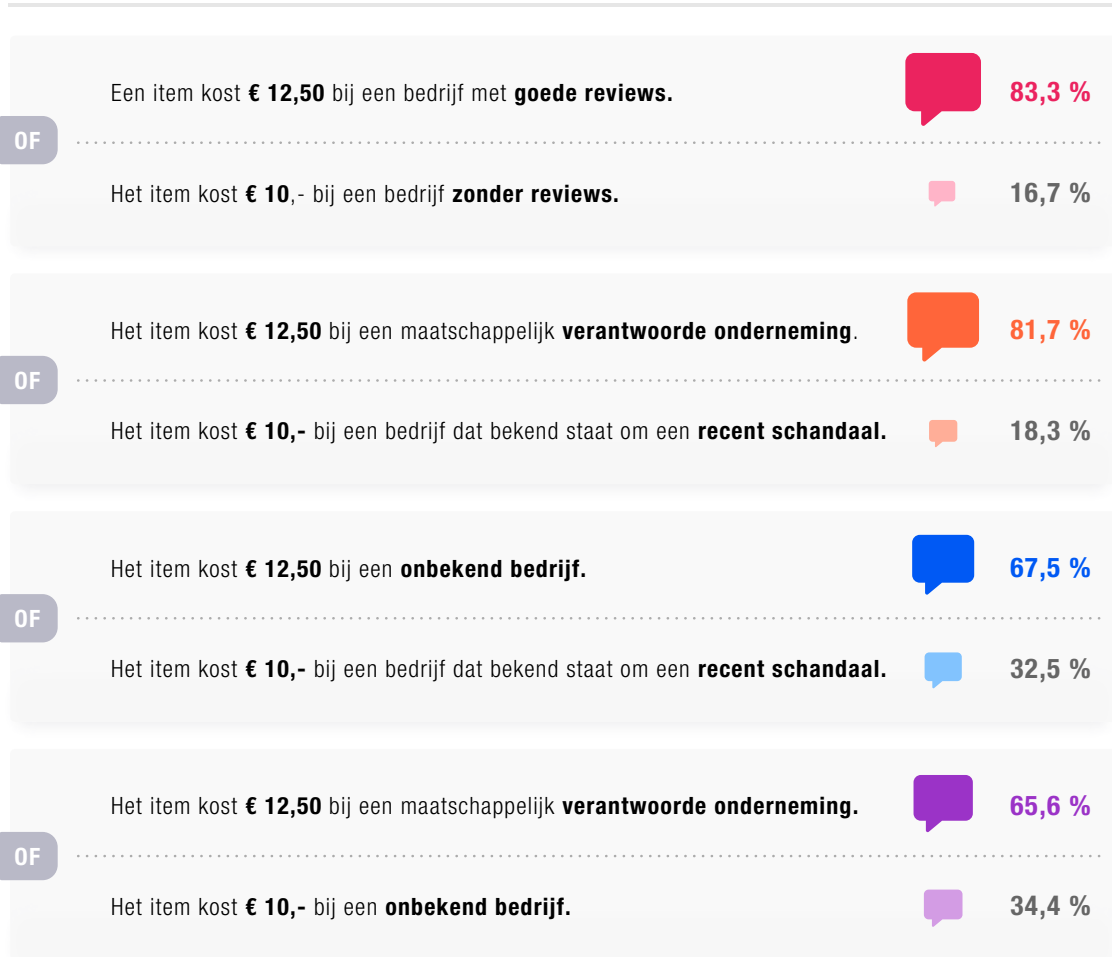 Een item kost € 12,50 bij een bedrijf met goede reviews.
83,3 %
OF
Het item kost € 10,- bij een bedrijf zonder reviews.
16,7 %
Het item kost € 12,50 bij een maatschappelijk verantwoorde onderneming.
81,7 %
OF
Het item kost € 10,- bij een bedrijf dat bekend staat om een recent schandaal.
18,3 %
Het item kost € 12,50 bij een onbekend bedrijf.
67,5 %
OF
Het item kost € 10,- bij een bedrijf dat bekend staat om een recent schandaal.
32,5 %
Het item kost € 12,50 bij een maatschappelijk verantwoorde onderneming.
65,6 %
OF
Het item kost € 10,- bij een onbekend bedrijf.
34,4 %